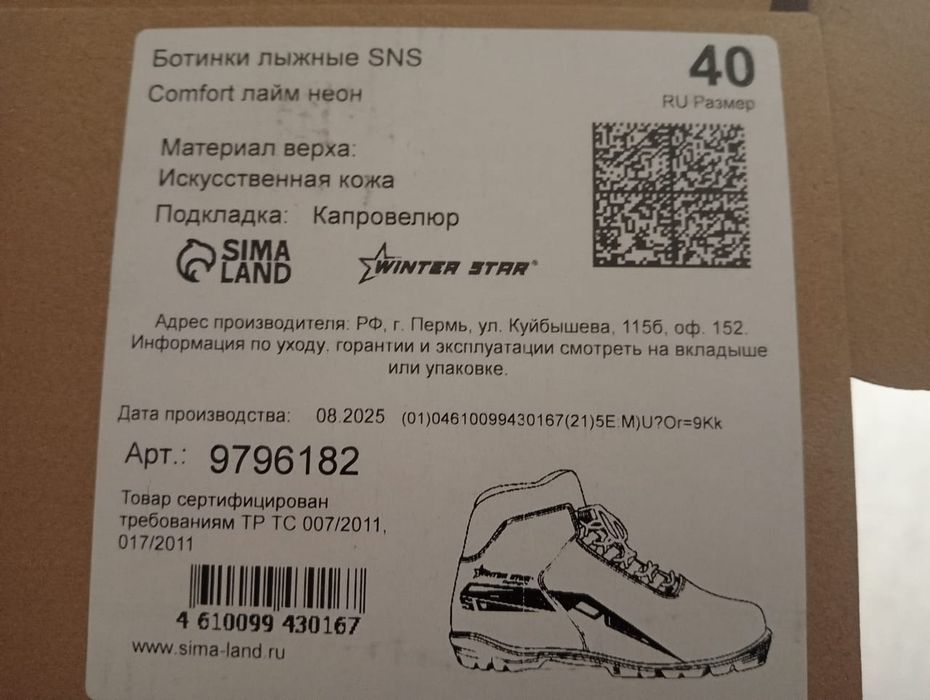 Ботинки лыжные SNS
40
Comfort лайм неон
RU Размер
Материал верха:
Искусственная кожа
Подкладка: Капровелюр
SIMA
LAND
WINTER STAR®
Адрес производителя: РФ, г. Пермь, ул. Куйбышева, 115б, оф. 152.
Информация по уходу. горантии и эксплуатации смотреть на вкладыше
или упаковке.
Дата производства: 08.2025 (01)04610099430167(21)5E:M)U?Or=9Kk
Арт.: 9796182
Товар сертифицирован
требованиям ТР ТС 007/2011,
017/2011
WINTER STAR
4 610099 430167
www.sima-land.ru